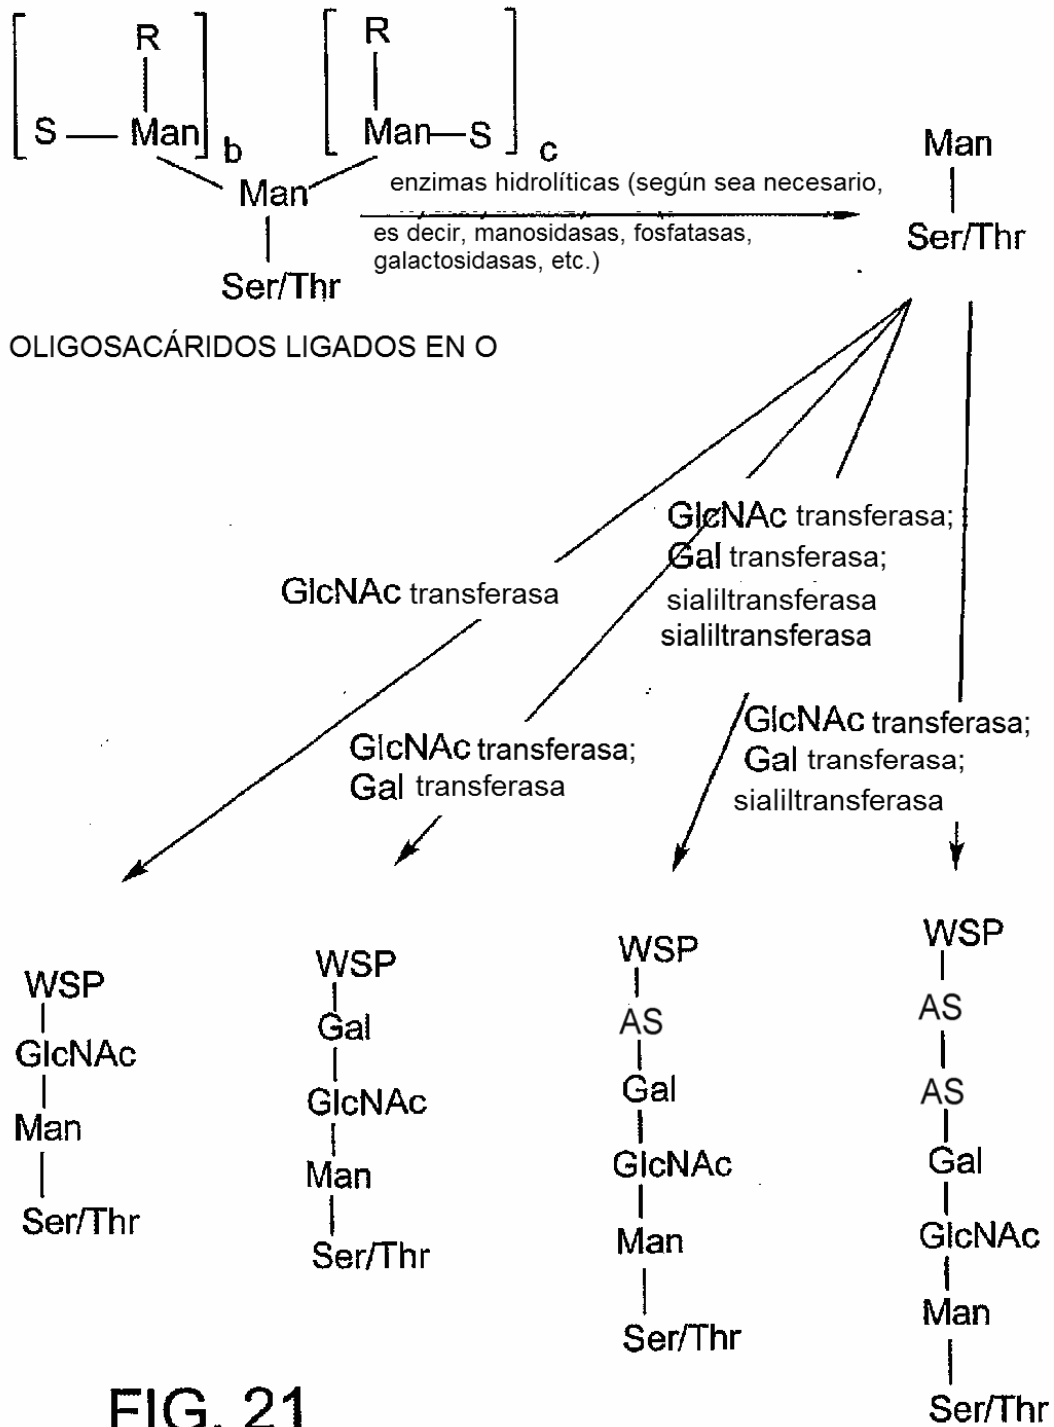 R
R
S
Man
b
Man
S
c
Man
Ser/Thr
OLIGOSACÁRIDOS LIGADOS EN O
enzimas hidrolíticas (según sea necesario,
es decir, manosidasas, fosfatasas,
galactosidasas, etc.)
Man
Ser/Thr
GlcNAc transferasa
GlcNAc transferasa;
Gal transferasa
GlcNAc transferasa;
Gal transferasa;
sialiltransferasa
sialiltransferasa
GlcNAc transferasa;
Gal transferasa;
sialiltransferasa
WSP
GlcNAc
Man
Ser/Thr
WSP
Gal
GlcNAc
Man
Ser/Thr
WSP
AS
Gal
GlcNAc
Man
Ser/Thr
WSP
AS
AS
Gal
GlcNAc
Man
Ser/Thr
FIG. 21